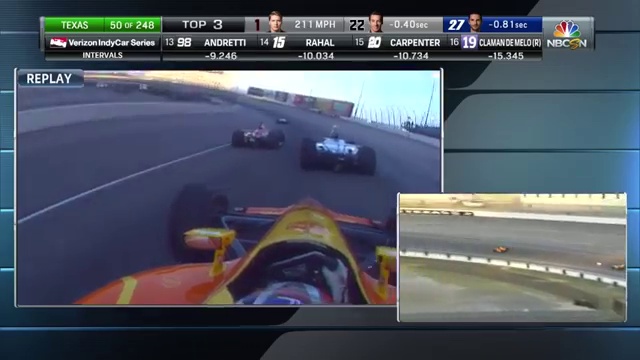 TEXAS 50 OF 248 TOP 3 1 211 MPH 22 -0.40sec 27 -0.81sec
Verizon IndyCar Series 13 98 ANDRETTI 14 15 RAHAL 15 20 CARPENTER 16 19 CLAMAN DE MELO(R) NBCSN
INTERVALS -9.246 -10.034 -10.734 -15.345
REPLAY